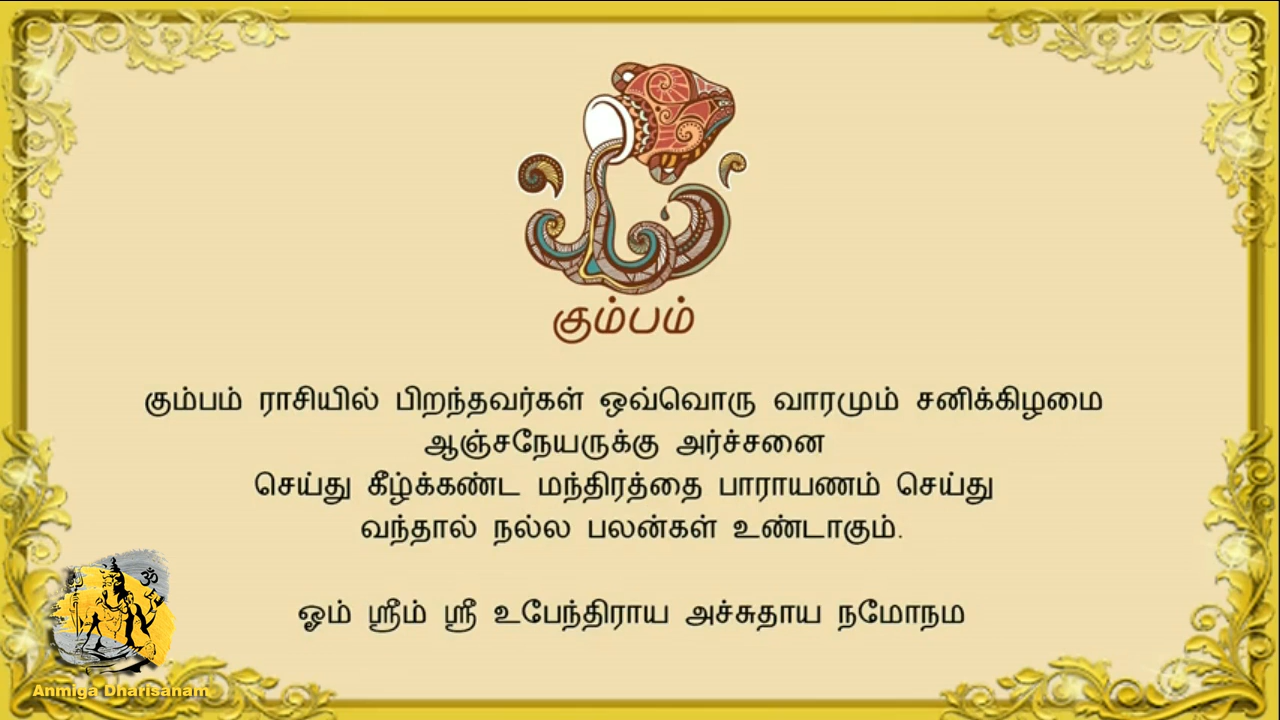 கும்பம்
கும்பம் ராசியில் பிறந்தவர்கள் ஒவ்வொரு வாரமும் சனிக்கிழமை
ஆஞ்சநேயருக்கு அர்ச்சனை
செய்து கீழ்க்கண்ட மந்திரத்தை பாராயணம் செய்து
வந்தால் நல்ல பலன்கள் உண்டாகும்.
ஓம் ஸ்ரீம் ஸ்ரீ உபேந்திராய அச்சுதாய நமோநம
ॐ
Anmiga Dharisanam